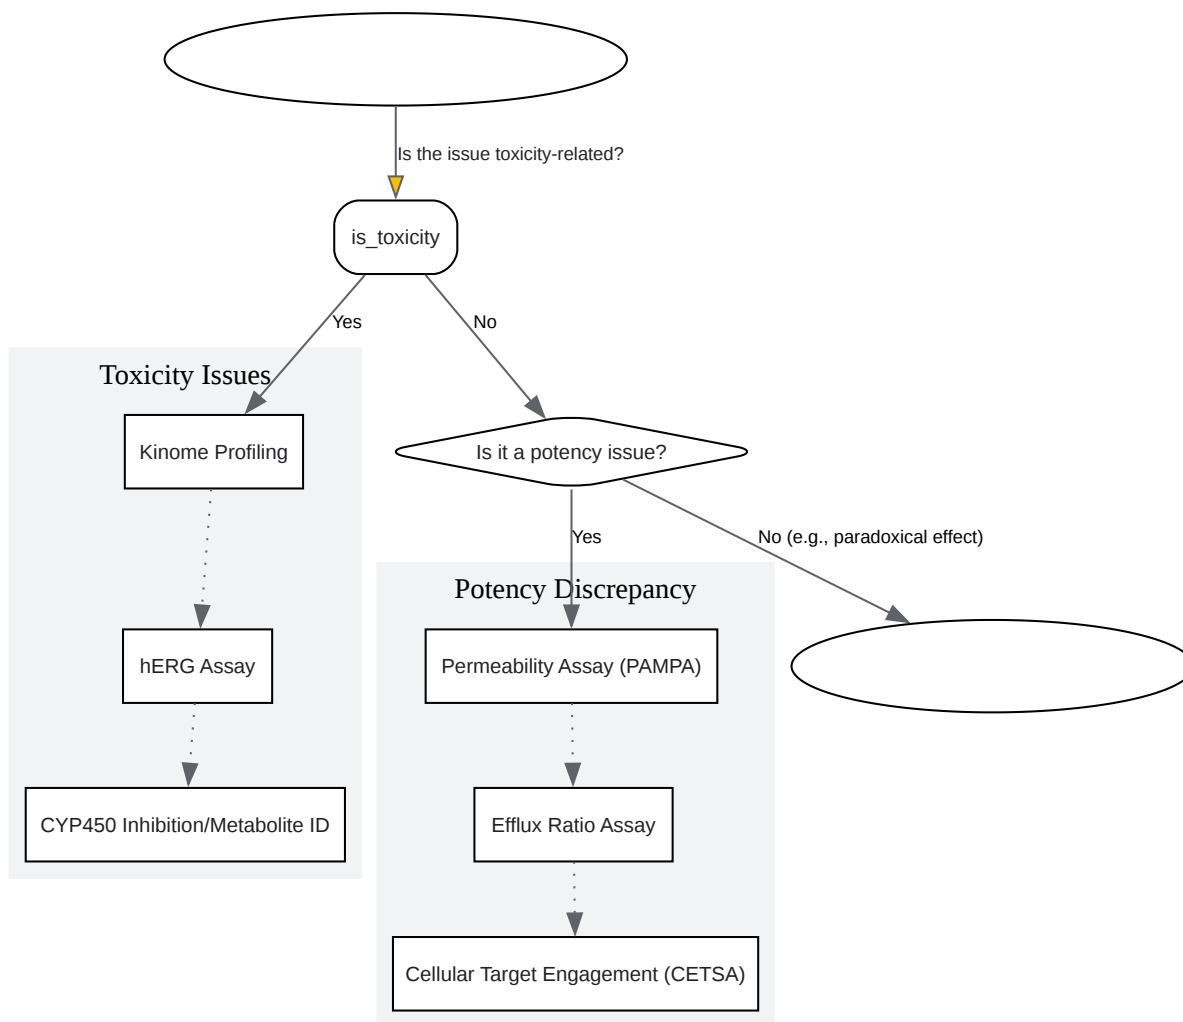 Is the issue toxicity-related?
is_toxicity
Yes
No
Toxicity Issues
Kinome Profiling
Is it a potency issue?
Yes
No (e.g., paradoxical effect)
Potency Discrepancy
hERG Assay
Permeability Assay (PAMPA)
CYP450 Inhibition/Metabolite ID
Efflux Ratio Assay
Cellular Target Engagement (CETSA)